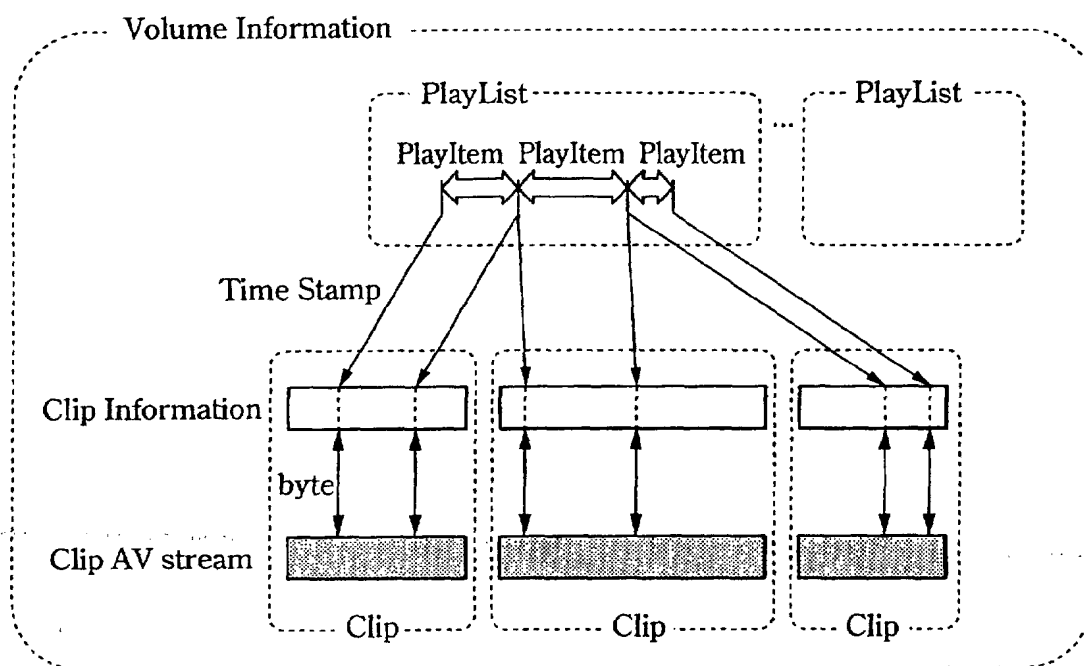 Volume Information
PlayList
PlayList
...
PlayItem PlayItem PlayItem
Time Stamp
Clip Information
byte
Clip AV stream
Clip
Clip
Clip